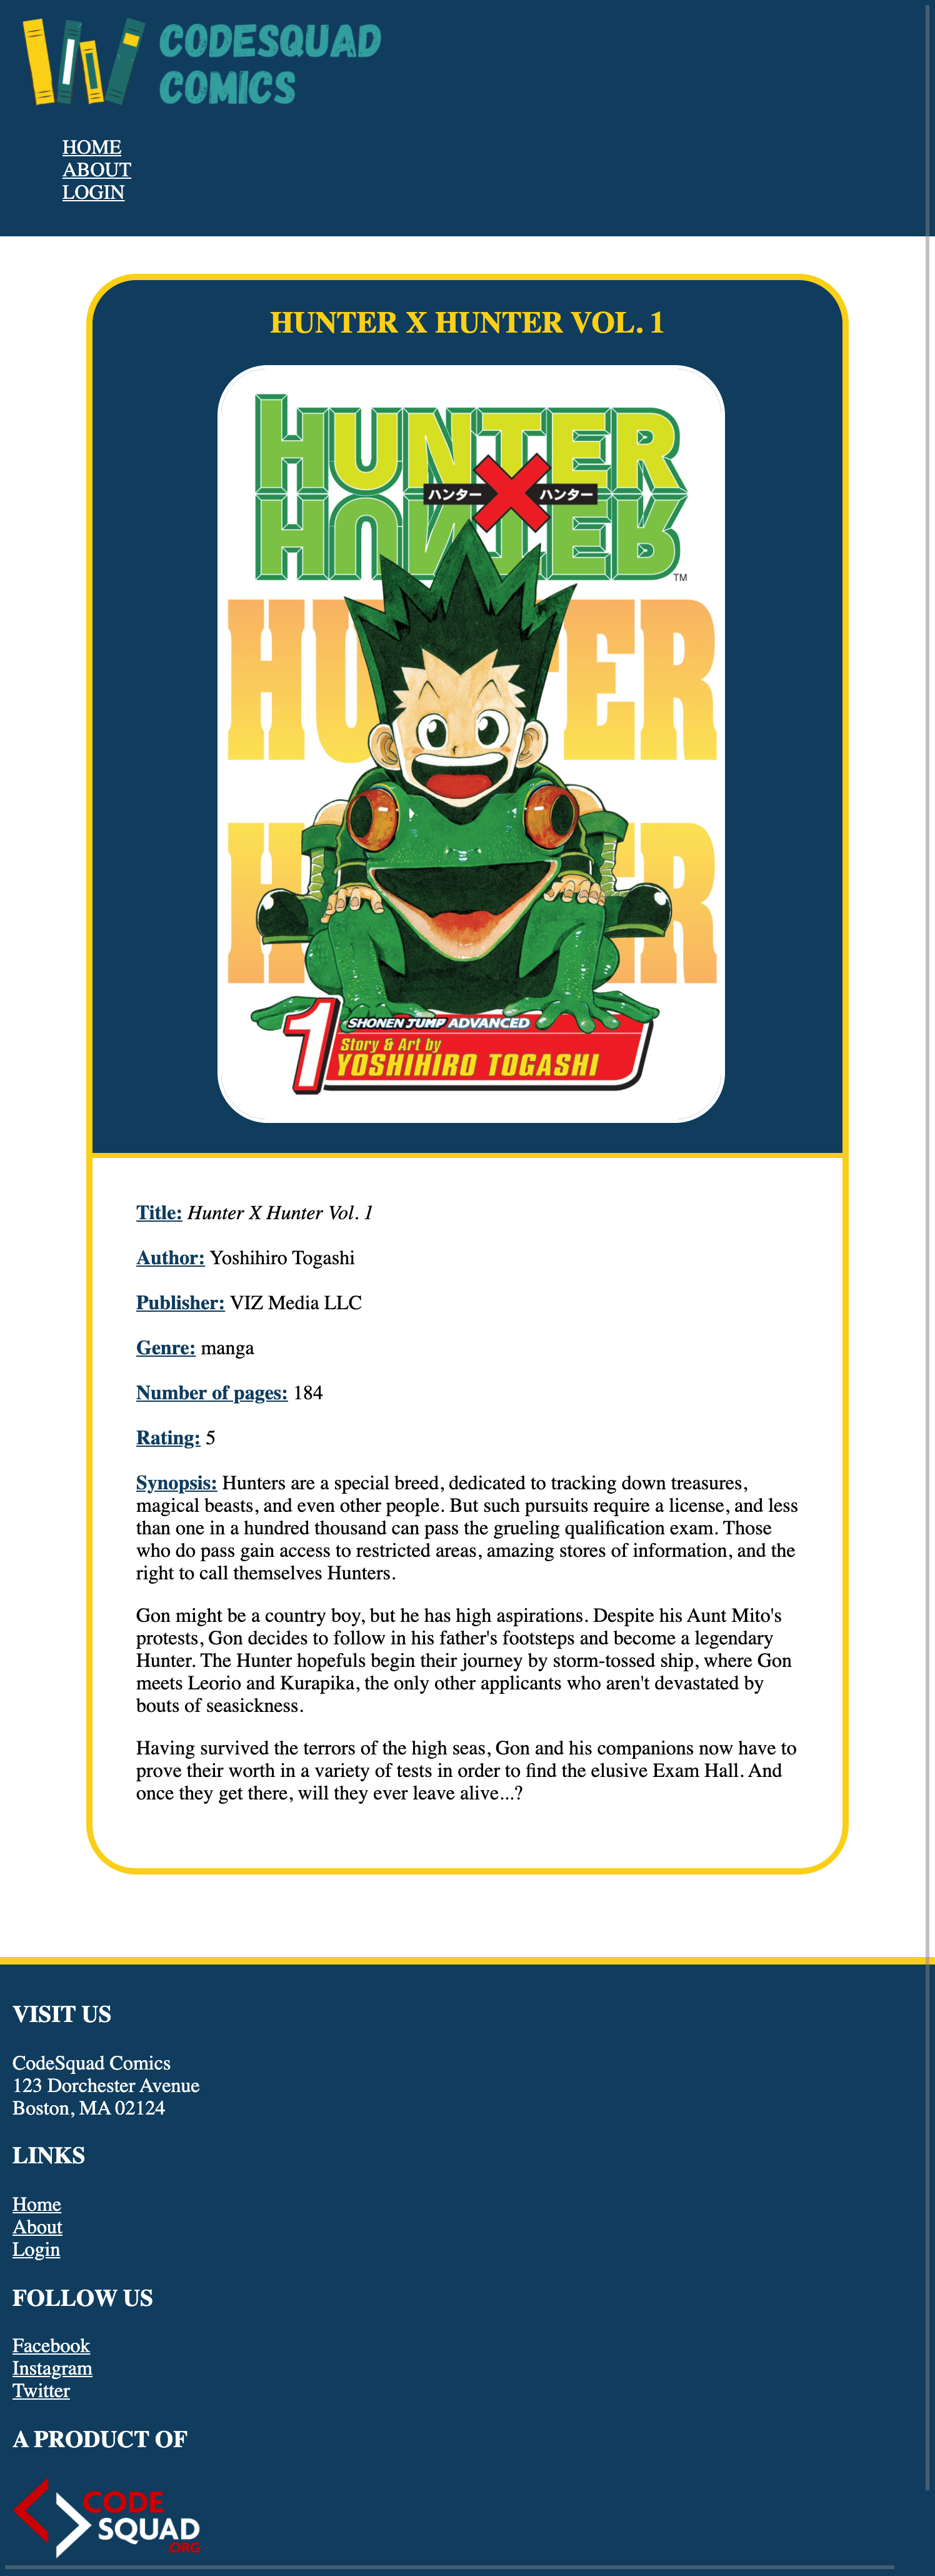 CODESQUAD
COMICS
HOME
ABOUT
LOGIN
HUNTER X HUNTER VOL. 1
HUNTER
ハンター X ハンター
HUNTER
TM
HUNTER
HUNTER
1
SHONEN JUMP ADVANCED
Story & Art by
YOSHIHIRO TOGASHI
Title: Hunter X Hunter Vol. 1
Author: Yoshihiro Togashi
Publisher: VIZ Media LLC
Genre: manga
Number of pages: 184
Rating: 5
Synopsis: Hunters are a special breed, dedicated to tracking down treasures,
magical beasts, and even other people. But such pursuits require a license, and less
than one in a hundred thousand can pass the grueling qualification exam. Those
who do pass gain access to restricted areas, amazing stores of information, and the
right to call themselves Hunters.
Gon might be a country boy, but he has high aspirations. Despite his Aunt Mito's
protests, Gon decides to follow in his father's footsteps and become a legendary
Hunter. The Hunter hopefuls begin their journey by storm-tossed ship, where Gon
meets Leorio and Kurapika, the only other applicants who aren't devastated by
bouts of seasickness.
Having survived the terrors of the high seas, Gon and his companions now have to
prove their worth in a variety of tests in order to find the elusive Exam Hall. And
once they get there, will they ever leave alive...?
VISIT US
CodeSquad Comics
123 Dorchester Avenue
Boston, MA 02124
LINKS
Home
About
Login
FOLLOW US
Facebook
Instagram
Twitter
A PRODUCT OF
CODE
SQUAD
.ORG